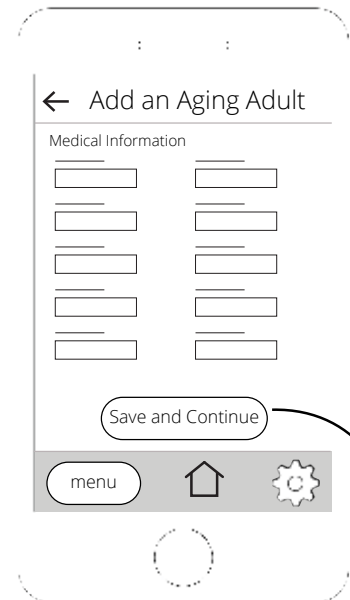 Add an Aging Adult
Medical Information
Save and Continue
menu